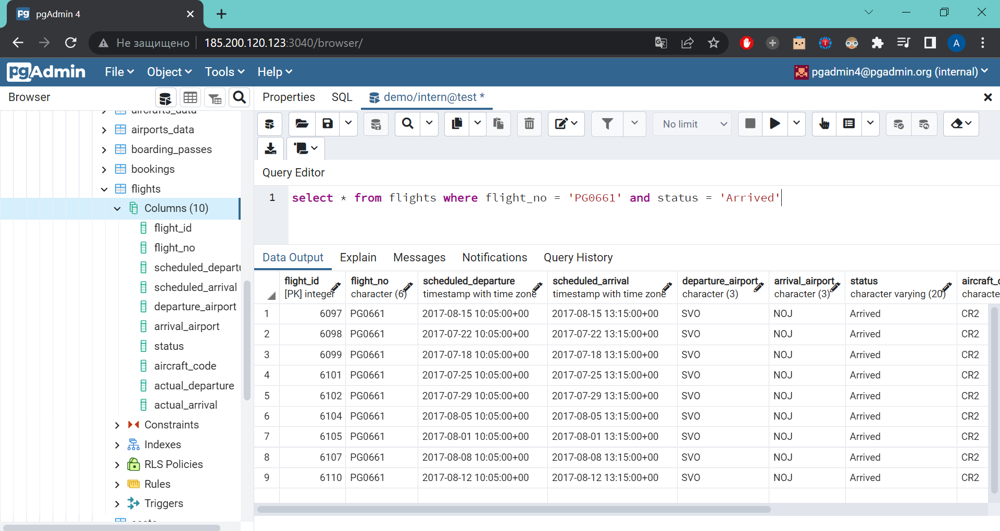 pgAdmin 4
Не защищено 185.200.120.123:3040/browser/
A
pgAdmin File Object Tools Help pgadmin4@pgadmin.org (internal)
Browser Properties SQL demo/intern@test *
aircrafts_data
airports_data
boarding_passes
bookings
flights
Columns (10)
flight_id
flight_no
scheduled_departu
scheduled_arrival
departure_airport
arrival_airport
status
aircraft_code
actual_departure
actual_arrival
Constraints
Indexes
RLS Policies
Rules
Triggers
No limit
Query Editor
1 select * from flights where flight_no = 'PG0661' and status = 'Arrived'
Data Output Explain Messages Notifications Query History
flight_id flight_no scheduled_departure scheduled_arrival departure_airport arrival_airport status aircraft_c
[PK] integer character (6) timestamp with time zone timestamp with time zone character (3) character (3) character varying (20) characte
1 6097 PG0661 2017-08-15 10:05:00+00 2017-08-15 13:15:00+00 SVO NOJ Arrived CR2
2 6098 PG0661 2017-07-22 10:05:00+00 2017-07-22 13:15:00+00 SVO NOJ Arrived CR2
3 6099 PG0661 2017-07-18 10:05:00+00 2017-07-18 13:15:00+00 SVO NOJ Arrived CR2
4 6101 PG0661 2017-07-25 10:05:00+00 2017-07-25 13:15:00+00 SVO NOJ Arrived CR2
5 6102 PG0661 2017-07-29 10:05:00+00 2017-07-29 13:15:00+00 SVO NOJ Arrived CR2
6 6104 PG0661 2017-08-05 10:05:00+00 2017-08-05 13:15:00+00 SVO NOJ Arrived CR2
7 6105 PG0661 2017-08-01 10:05:00+00 2017-08-01 13:15:00+00 SVO NOJ Arrived CR2
8 6107 PG0661 2017-08-08 10:05:00+00 2017-08-08 13:15:00+00 SVO NOJ Arrived CR2
9 6110 PG0661 2017-08-12 10:05:00+00 2017-08-12 13:15:00+00 SVO NOJ Arrived CR2